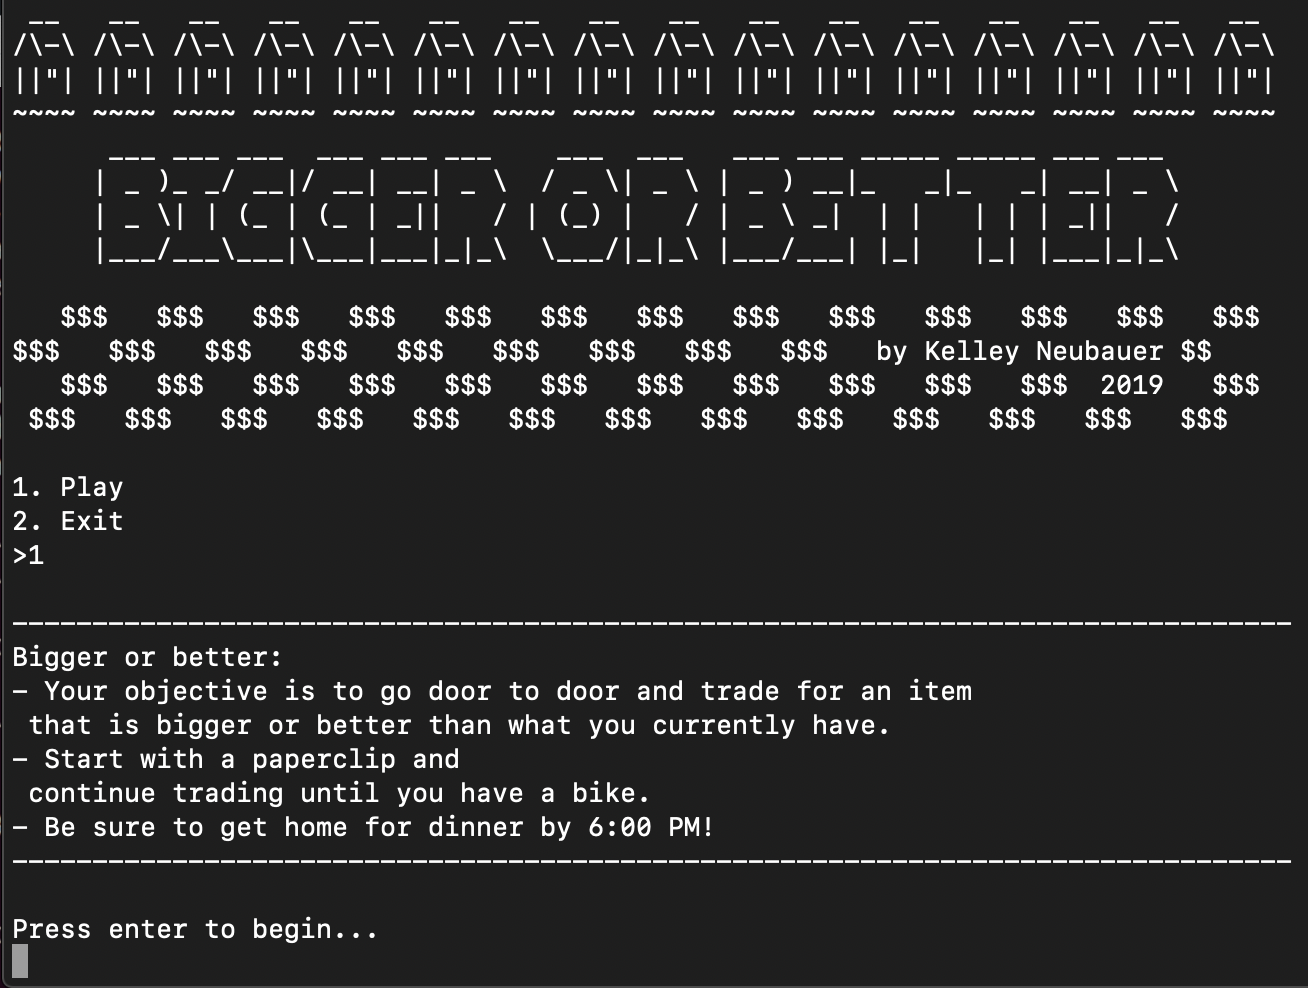 BIGGER OR BETTER
$$$   $$$   $$$   $$$   $$$   $$$   $$$   $$$   $$$   $$$   $$$   $$$   $$$
$$$   $$$   $$$   $$$   $$$   $$$   $$$   $$$   $$$   by Kelley Neubauer $$
$$$   $$$   $$$   $$$   $$$   $$$   $$$   $$$   $$$   $$$   $$$  2019   $$$
$$$   $$$   $$$   $$$   $$$   $$$   $$$   $$$   $$$   $$$   $$$   $$$   $$$
1. Play
2. Exit
>1
Bigger or better:
- Your objective is to go door to door and trade for an item
that is bigger or better than what you currently have.
- Start with a paperclip and
continue trading until you have a bike.
- Be sure to get home for dinner by 6:00 PM!
Press enter to begin...